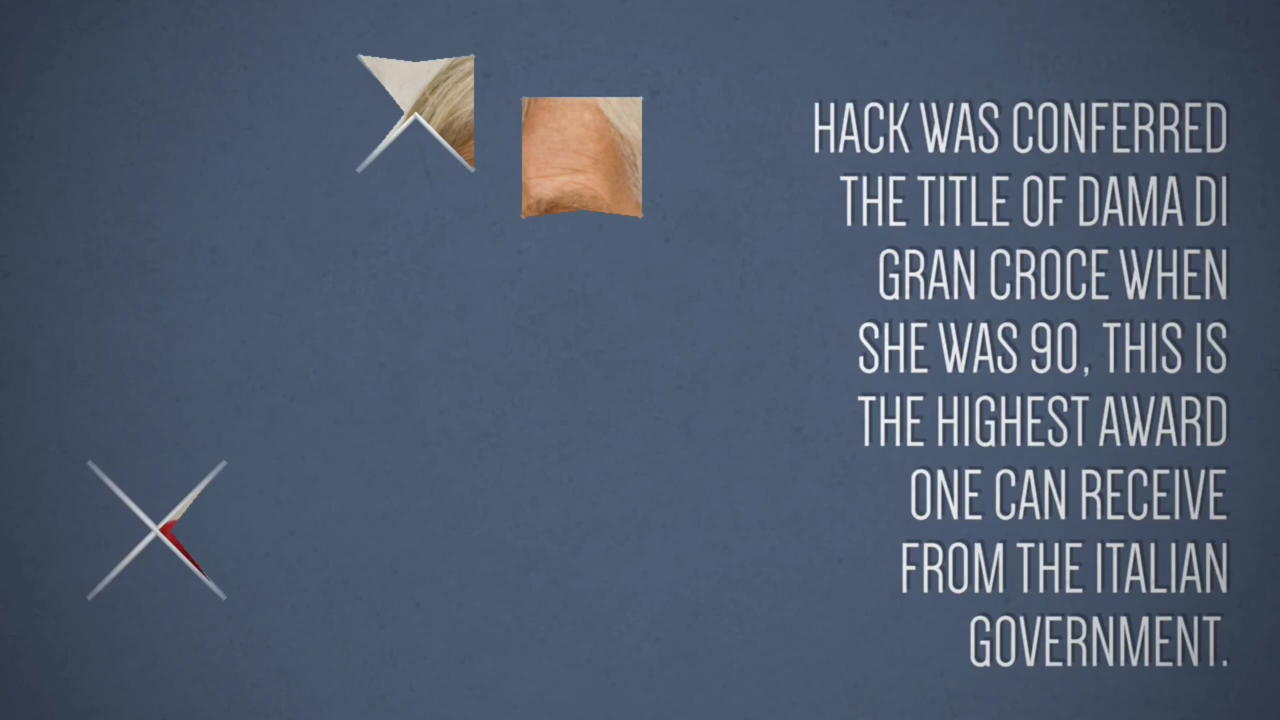 HACK WAS CONFERRED
THE TITLE OF DAMA DI
GRAN CROCE WHEN
SHE WAS 90, THIS IS
THE HIGHEST AWARD
ONE CAN RECEIVE
FROM THE ITALIAN
GOVERNMENT.